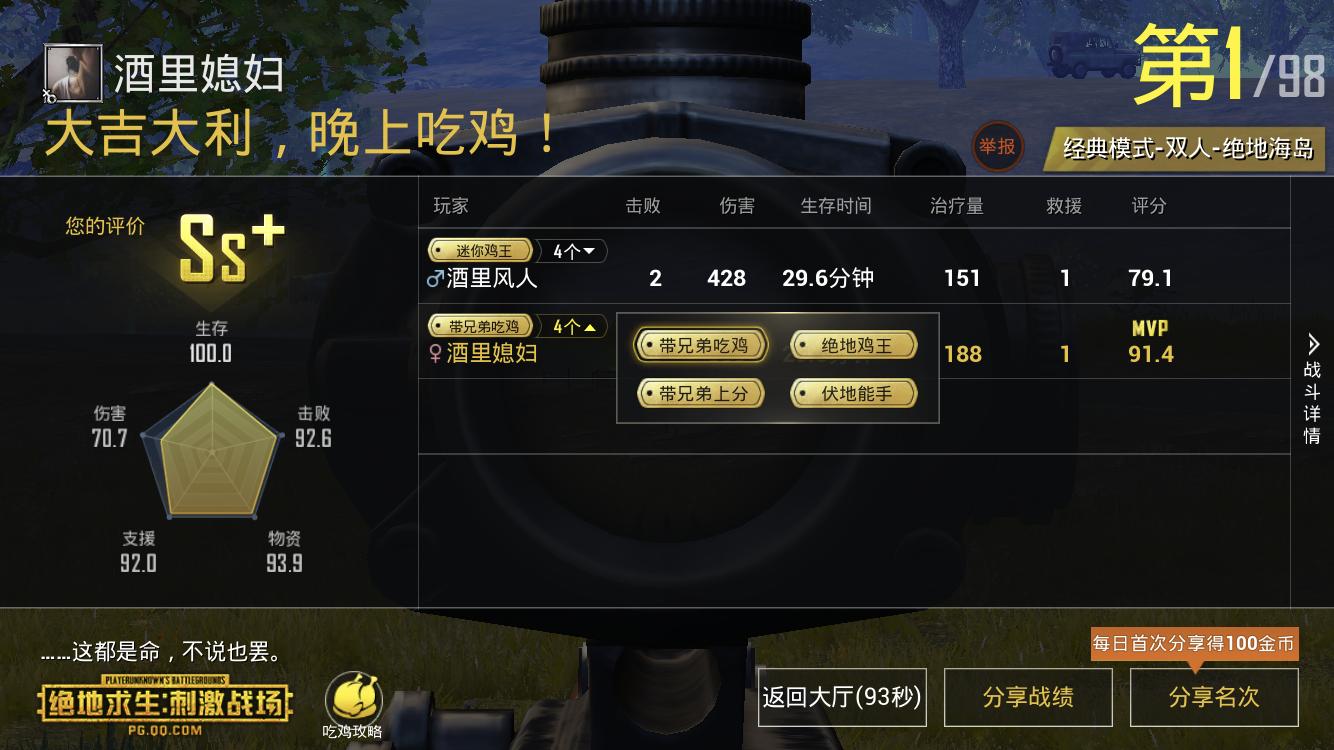 酒里媳妇
第1/98
大吉大利，晚上吃鸡！
举报
经典模式-双人-绝地海岛
您的评价
Ss+
生存
100.0
伤害
70.7
击败
92.6
支援
92.0
物资
93.9
玩家 击败 伤害 生存时间 治疗量 救援 评分
迷你鸡王 4个
酒里风人 2 428 29.6分钟 151 1 79.1
带兄弟吃鸡 4个
MVP
酒里媳妇 188 1 91.4
带兄弟吃鸡 绝地鸡王
带兄弟上分 伏地能手
战斗详情
……这都是命，不说也罢。
PLAYERUNKNOWN'S BATTLEGROUNDS
绝地求生:刺激战场
PG.QQ.COM
吃鸡攻略
每日首次分享得100金币
返回大厅(93秒) 分享战绩 分享名次